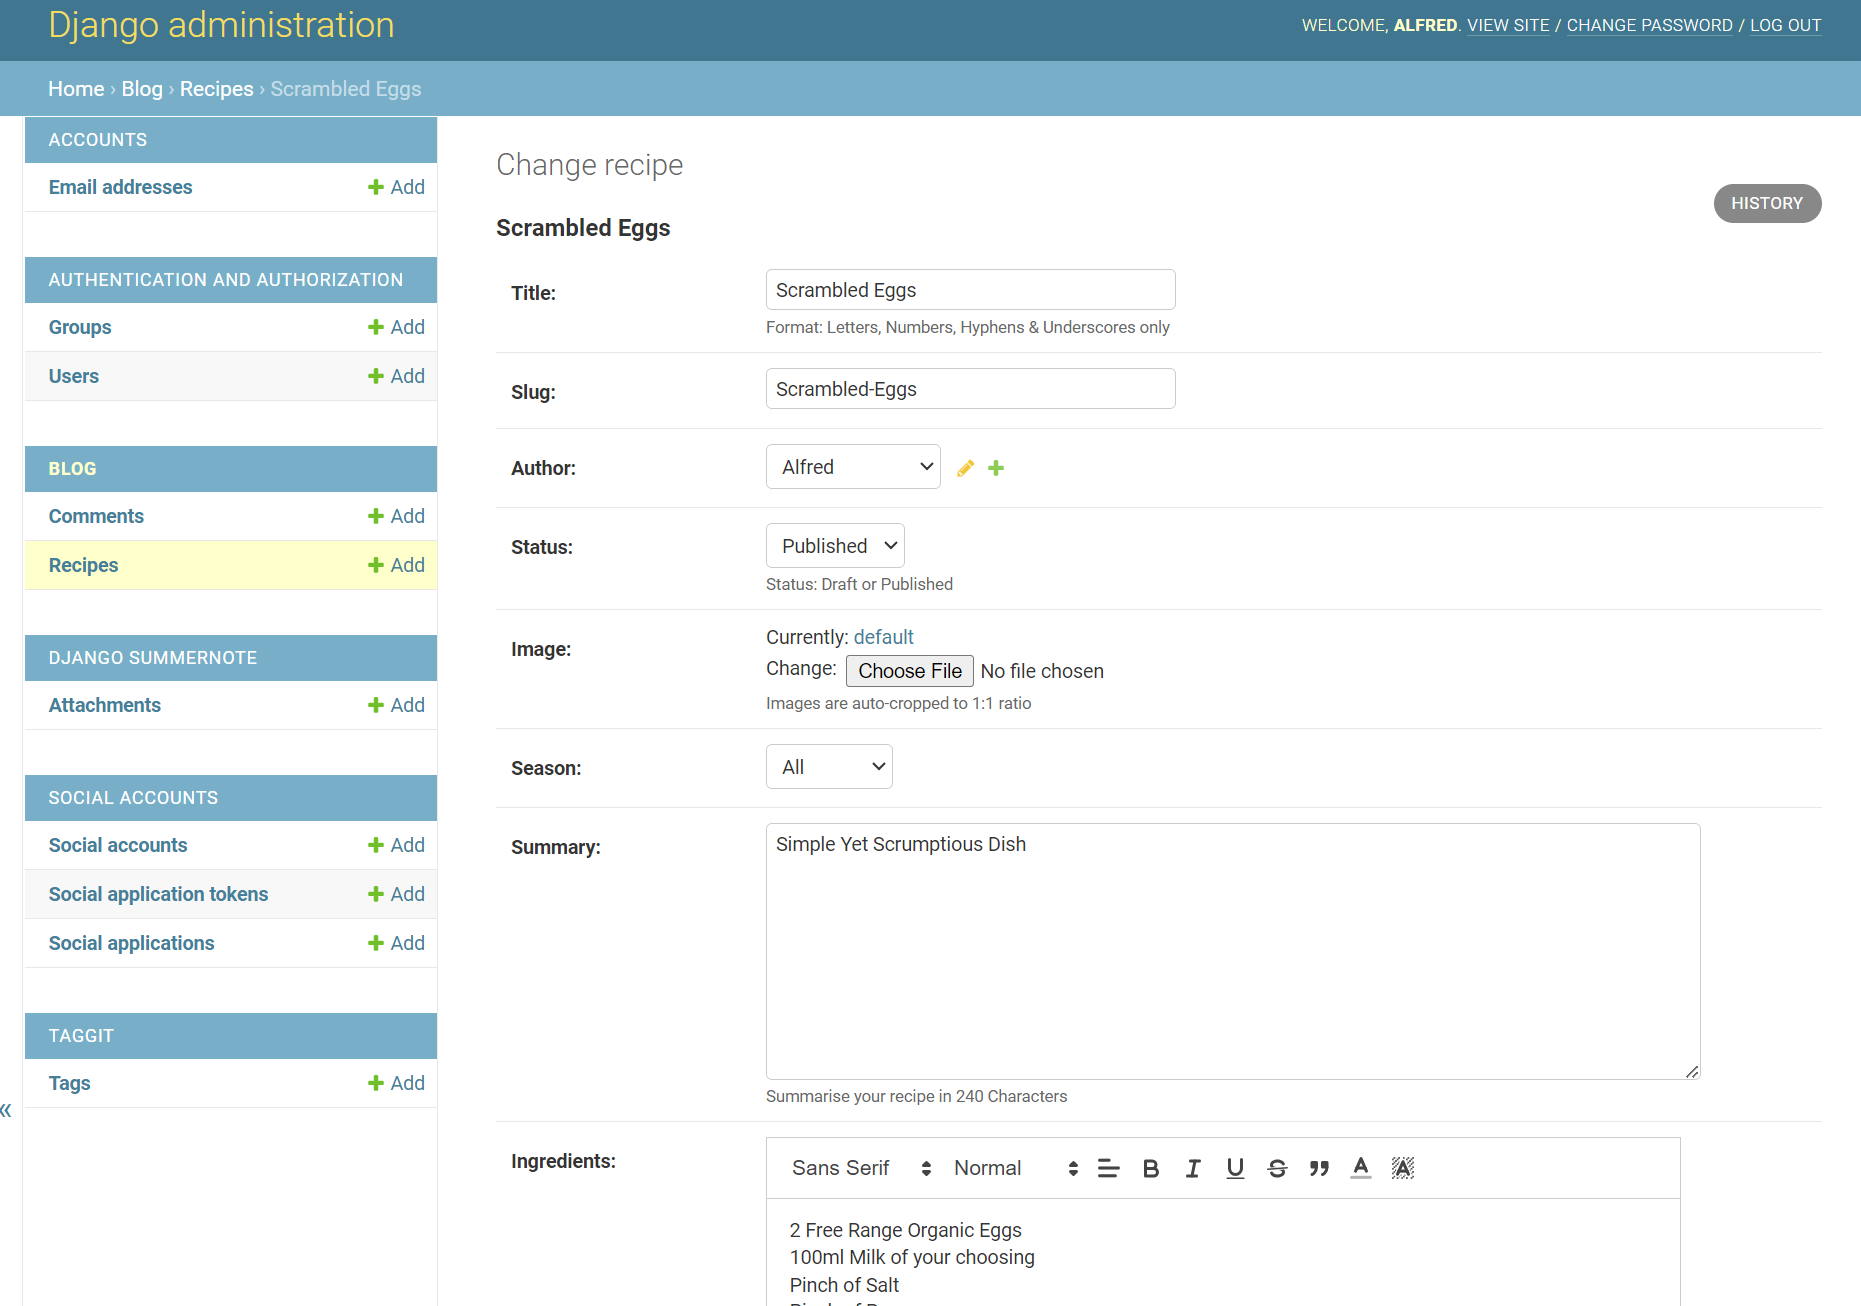 Django administration
WELCOME, ALFRED. VIEW SITE / CHANGE PASSWORD / LOG OUT
Home › Blog › Recipes › Scrambled Eggs
ACCOUNTS
Email addresses Add
AUTHENTICATION AND AUTHORIZATION
Groups Add
Users Add
BLOG
Comments Add
Recipes Add
DJANGO SUMMERNOTE
Attachments Add
SOCIAL ACCOUNTS
Social accounts Add
Social application tokens Add
Social applications Add
TAGGIT
Tags Add
«
Change recipe
HISTORY
Scrambled Eggs
Title: Scrambled Eggs
Format: Letters, Numbers, Hyphens & Underscores only
Slug: Scrambled-Eggs
Author: Alfred
Status: Published
Status: Draft or Published
Image: Currently: default
Change: Choose File No file chosen
Images are auto-cropped to 1:1 ratio
Season: All
Summary: Simple Yet Scrumptious Dish
Summarise your recipe in 240 Characters
Ingredients: Sans Serif Normal
2 Free Range Organic Eggs
100ml Milk of your choosing
Pinch of Salt